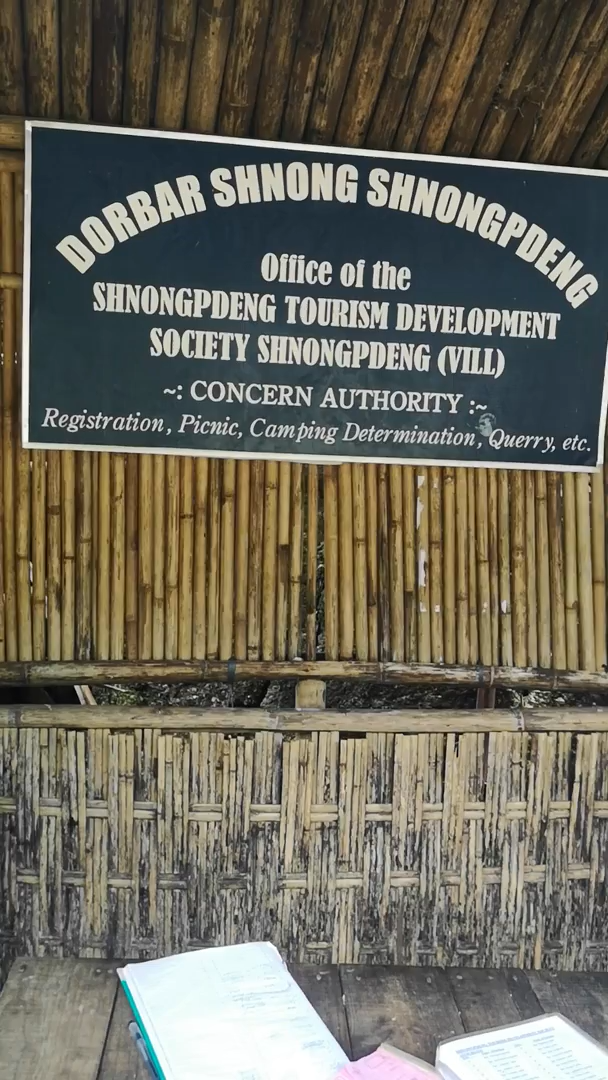 DORBAR SHNONG SHNONGPDENG
Office of the
SHNONGPDENG TOURISM DEVELOPMENT
SOCIETY SHNONGPDENG (VILL)
~: CONCERN AUTHORITY :~
Registration, Picnic, Camping Determination, Querry, etc.